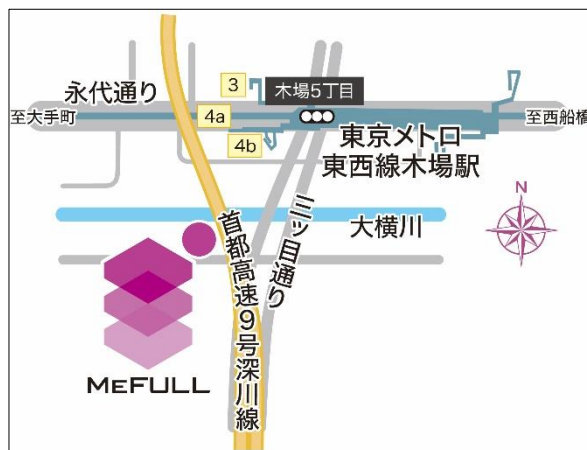 3
木場5丁目
永代通り
至大手町
4a
至西船橋
4b
東京メトロ
東西線木場駅
N
大横川
首都高速9号深川線
三ッ目通り
MEFULL